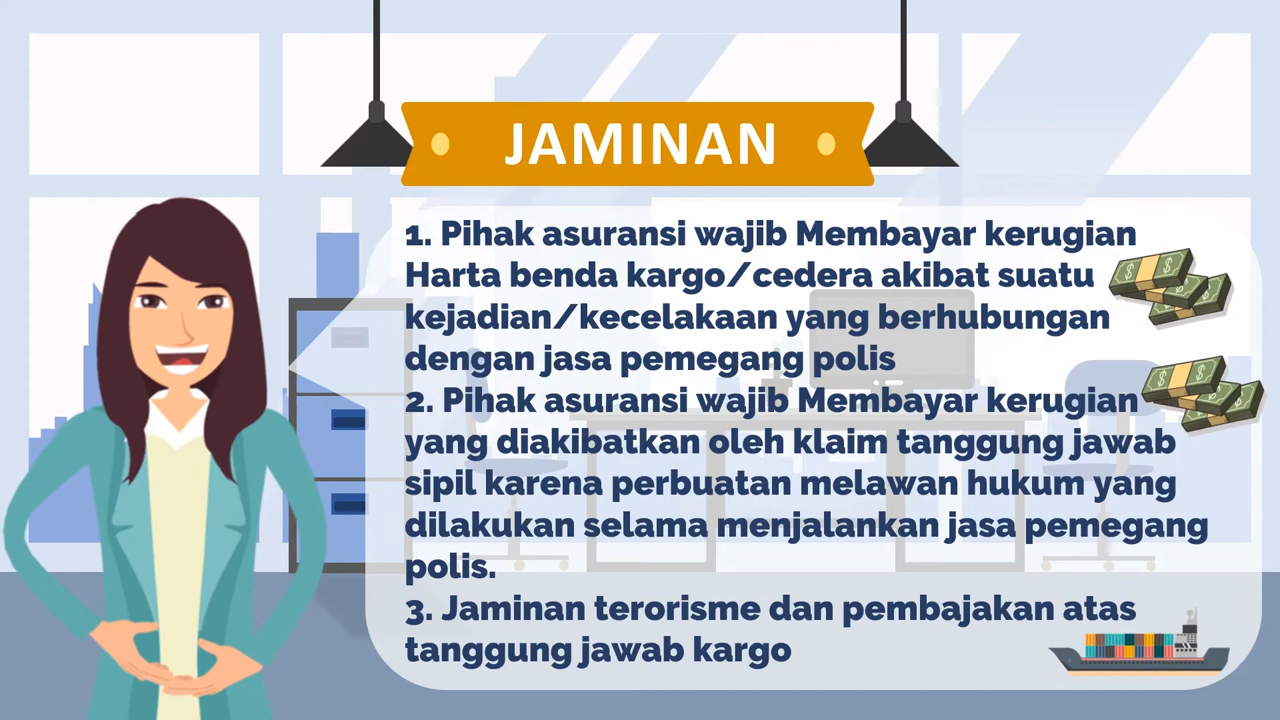 JAMINAN
1. Pihak asuransi wajib Membayar kerugian
Harta benda kargo/cedera akibat suatu
kejadian/kecelakaan yang berhubungan
dengan jasa pemegang polis
2. Pihak asuransi wajib Membayar kerugian
yang diakibatkan oleh klaim tanggung jawab
sipil karena perbuatan melawan hukum yang
dilakukan selama menjalankan jasa pemegang
polis.
3. Jaminan terorisme dan pembajakan atas
tanggung jawab kargo